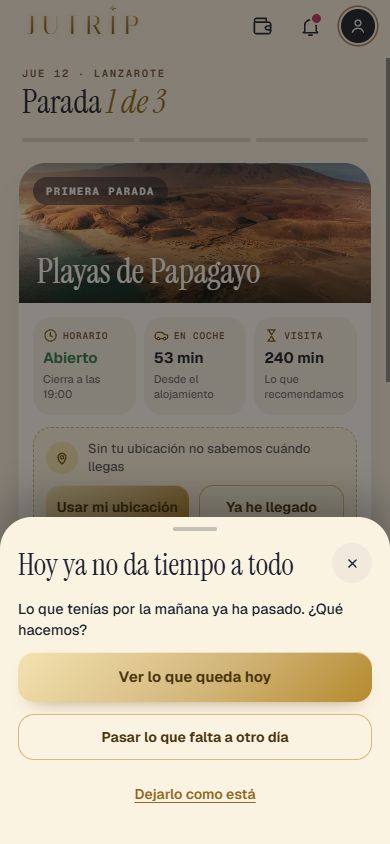 JUTRIP
JUE 12 · LANZAROTE
Parada 1 de 3
PRIMERA PARADA
Playas de Papagayo
HORARIO
Abierto
Cierra a las
19:00
EN COCHE
53 min
Desde el
alojamiento
VISITA
240 min
Lo que
recomendamos
Sin tu ubicación no sabemos cuándo
llegas
Usar mi ubicación
Ya he llegado
Hoy ya no da tiempo a todo
Lo que tenías por la mañana ya ha pasado. ¿Qué
hacemos?
Ver lo que queda hoy
Pasar lo que falta a otro día
Dejarlo como está